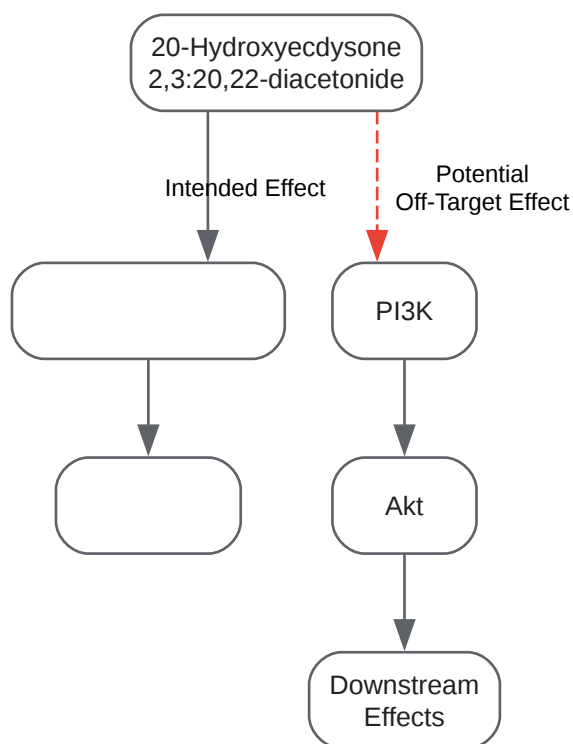 20-Hydroxyecdysone
2,3:20,22-diacetonide
Intended Effect
Potential
Off-Target Effect
PI3K
Akt
Downstream
Effects